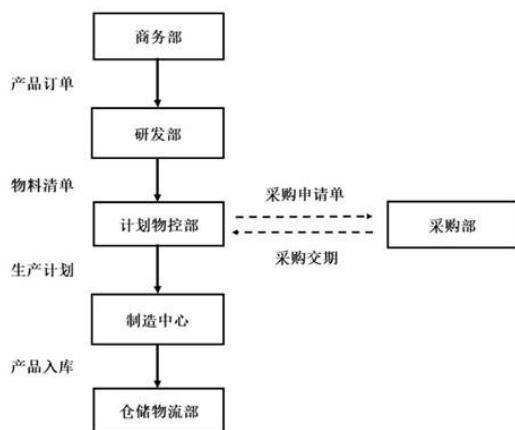 商务部
产品订单
研发部
物料清单
采购申请单
计划物控部
采购部
采购交期
生产计划
制造中心
产品入库
仓储物流部